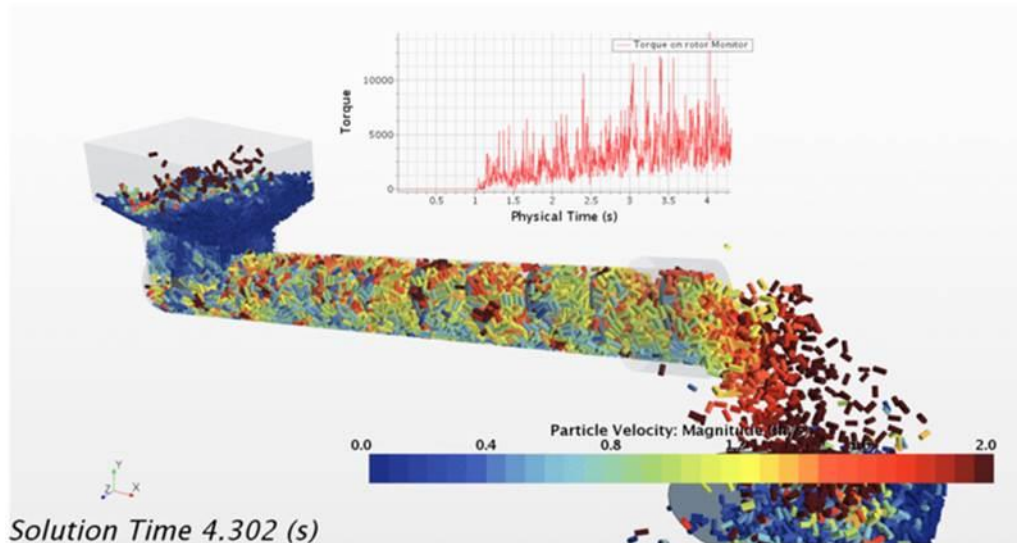 Torque on rotor Monitor
10000
5000
0
Torque
0.5 1 1.5 2 2.5 3 3.5 4
Physical Time (s)
Particle Velocity: Magnitude
0.0 0.4 0.8 2.0
Y
Z X
Solution Time 4.302 (s)